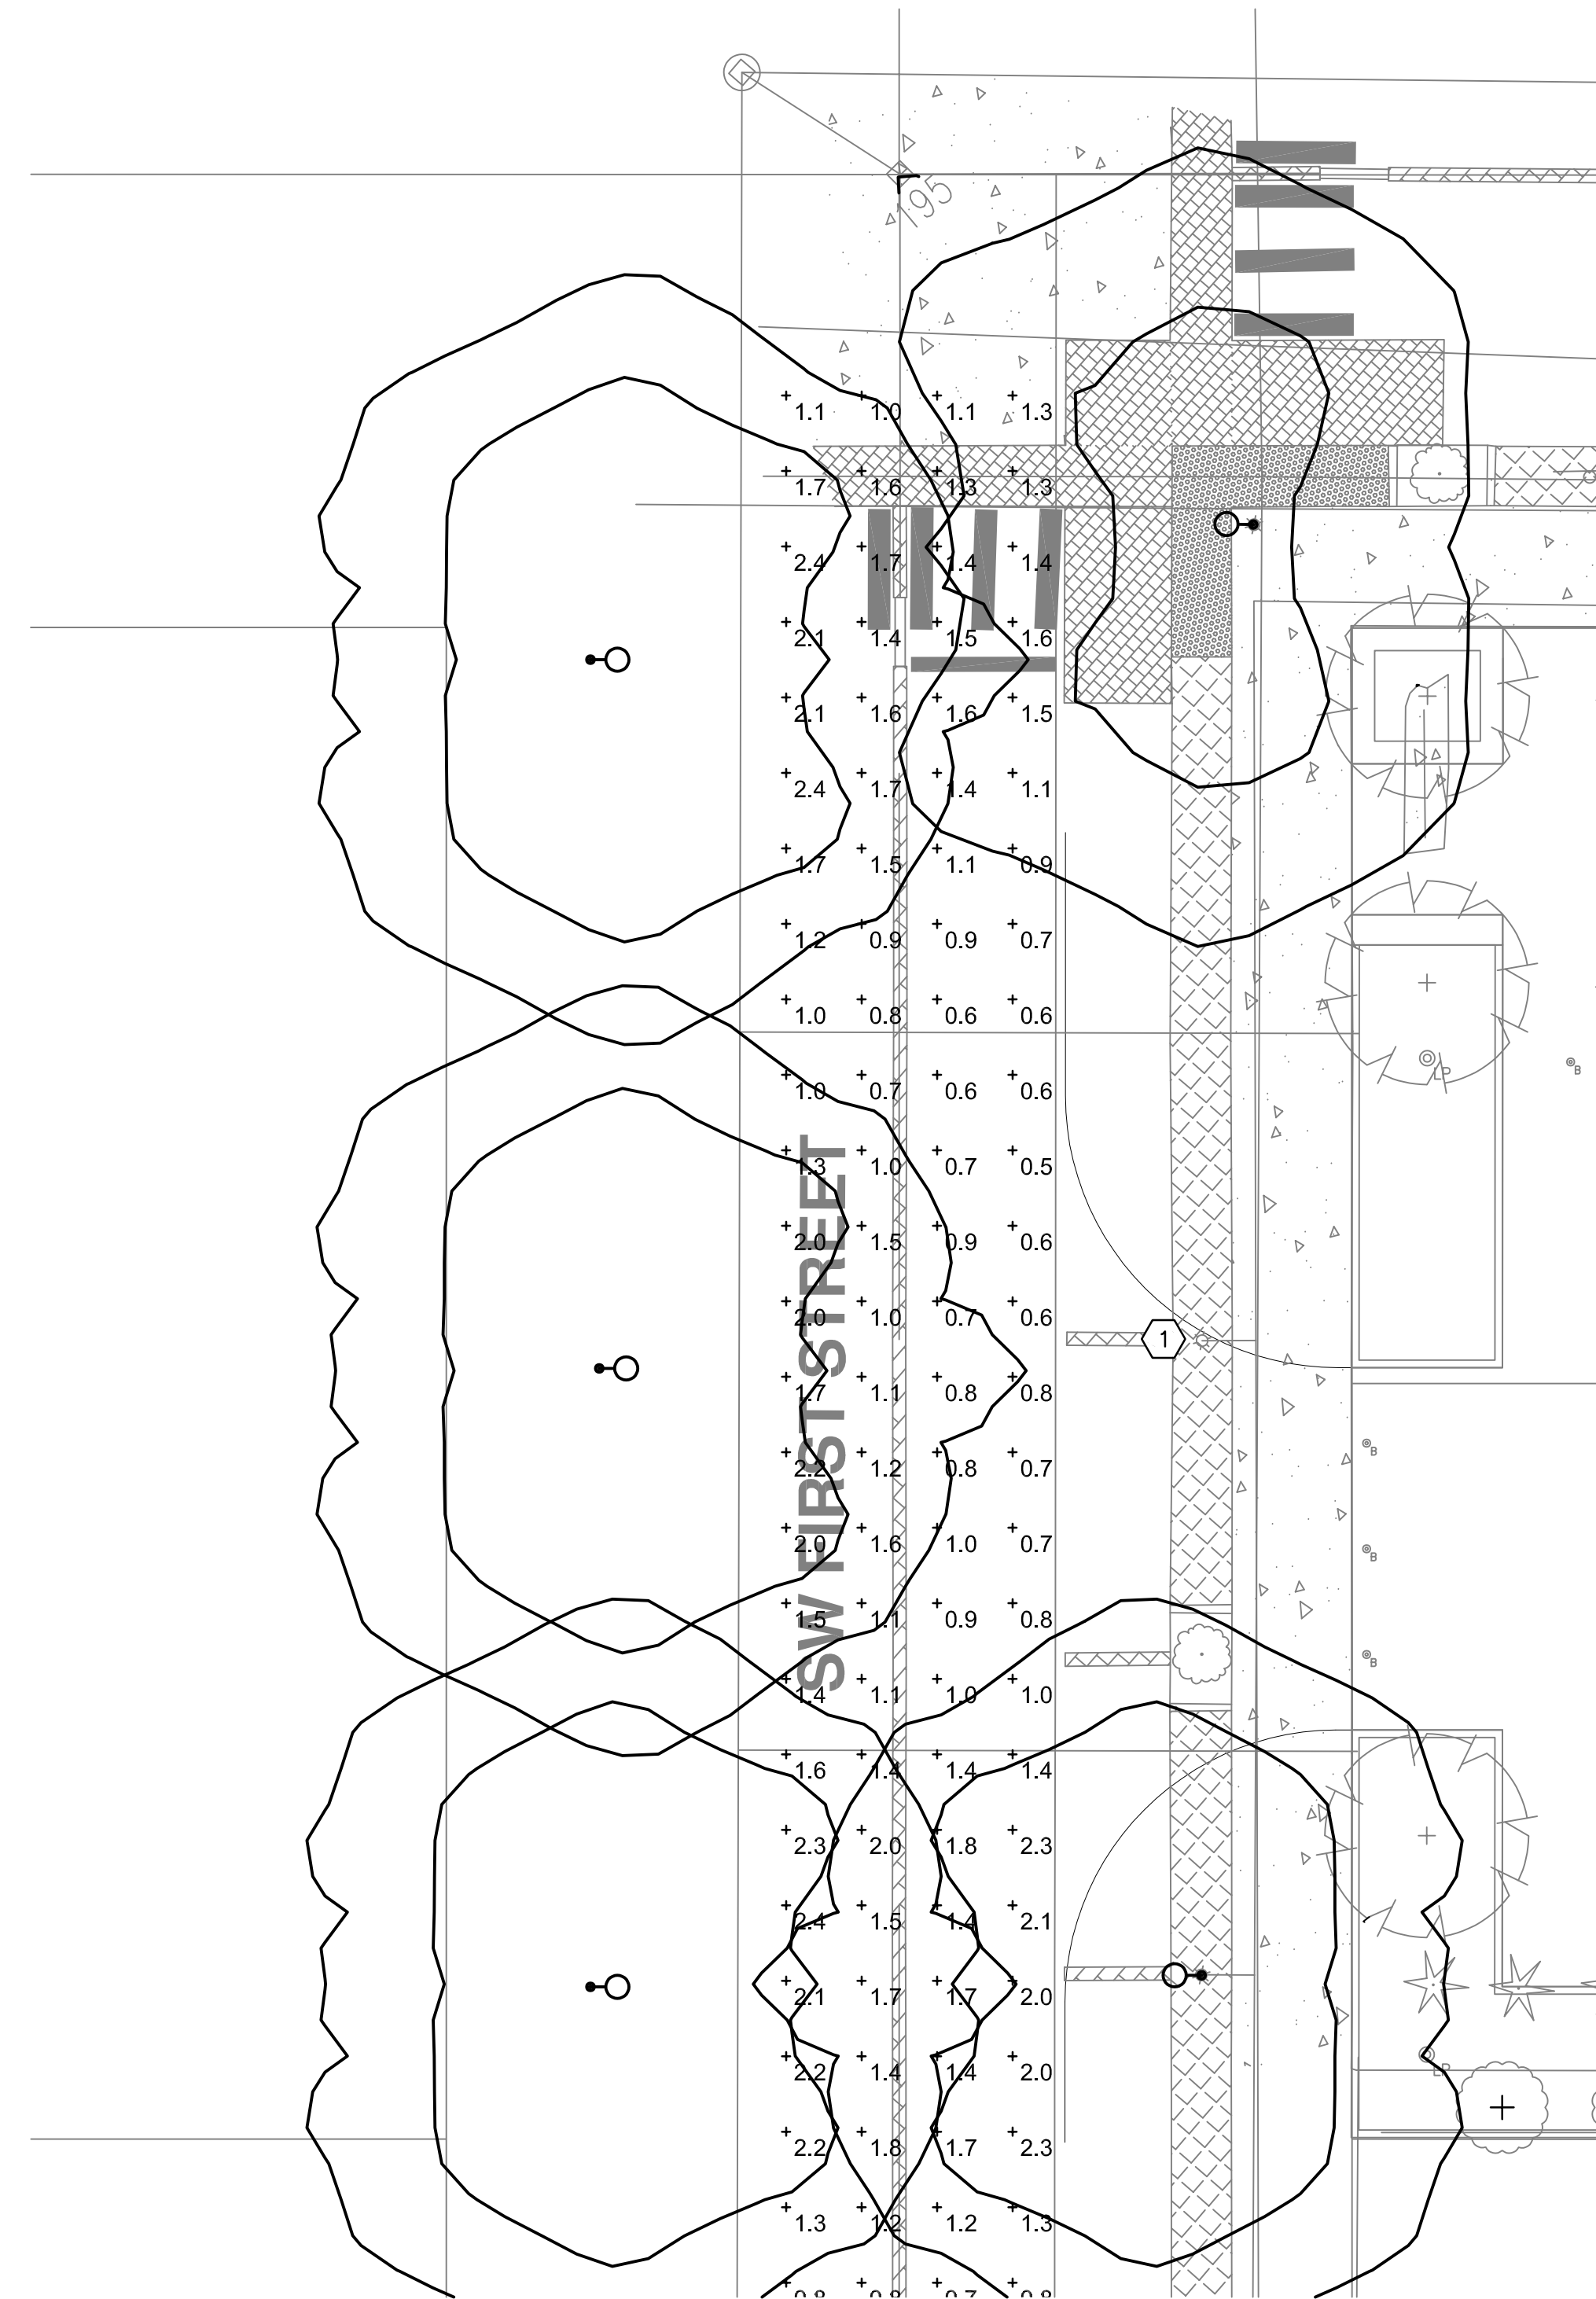 195
1.1 1.0 1.1 1.3
1.7 1.6 1.3 1.3
2.4 1.7 1.4 1.4
2.1 1.4 1.5 1.6
2.1 1.6 1.6 1.5
2.4 1.7 1.4 1.1
1.7 1.5 1.1 0.9
1.2 0.9 0.9 0.7
1.0 0.8 0.6 0.6
LP
B
1.0 0.7 0.6 0.6
1.3 1.0 0.7 0.5
2.0 1.5 0.9 0.6
2.0 1.0 0.7 0.6
1
1.7 1.1 0.8 0.8
B
2.2 1.2 0.8 0.7
2.0 1.6 1.0 0.7
B
SW FIRST STREET
1.5 1.1 0.9 0.8
B
1.4 1.1 1.0 1.0
1.6 1.4 1.4 1.4
2.3 2.0 1.8 2.3
2.4 1.5 1.4 2.1
2.1 1.7 1.7 2.0
2.2 1.4 1.4 2.0
LP
2.2 1.8 1.7 2.3
1.3 1.2 1.2 1.3